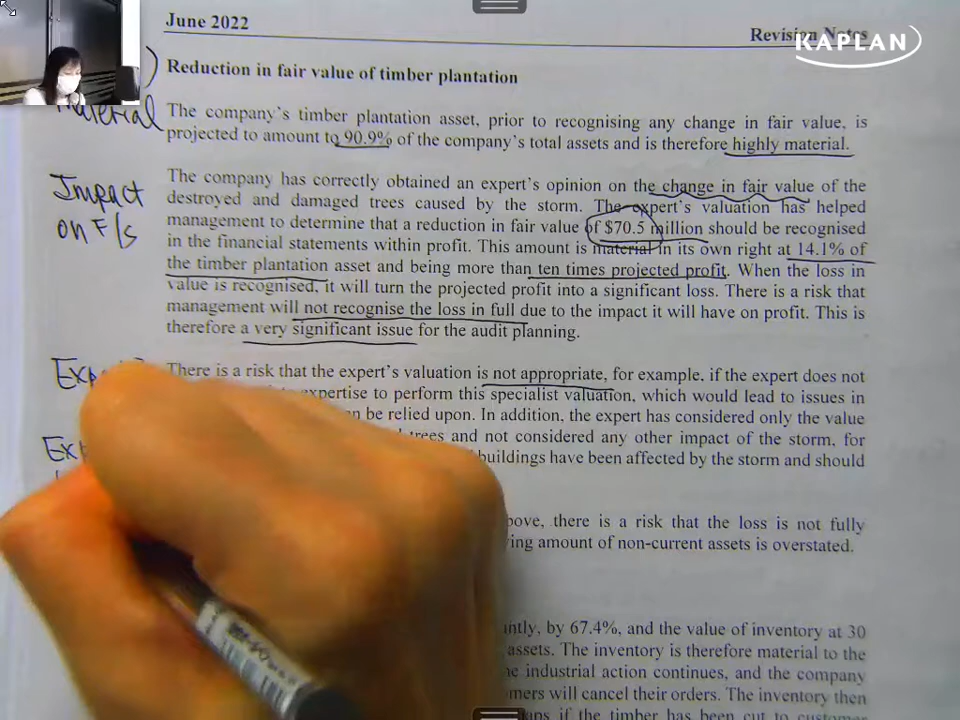 June 2022
Revision Notes
KAPLAN
Reduction in fair value of timber plantation
Material
The company's timber plantation asset, prior to recognising any change in fair value, is
projected to amount to 90.9% of the company's total assets and is therefore highly material.
Impact
on F/s
The company has correctly obtained an expert's opinion on the change in fair value of the
destroyed and damaged trees caused by the storm. The expert's valuation has helped
management to determine that a reduction in fair value of $70.5 million should be recognised
in the financial statements within profit. This amount is material in its own right at 14.1% of
the timber plantation asset and being more than ten times projected profit. When the loss in
value is recognised, it will turn the projected profit into a significant loss. There is a risk that
management will not recognise the loss in full due to the impact it will have on profit. This is
therefore a very significant issue for the audit planning.
There is a risk that the expert's valuation is not appropriate, for example, if the expert does not
expertise to perform this specialist valuation, which would lead to issues in
be relied upon. In addition, the expert has considered only the value
trees and not considered any other impact of the storm, for
buildings have been affected by the storm and should
there is a risk that the loss is not fully
amount of non-current assets is overstated.
by 67.4%, and the value of inventory at 30
assets. The inventory is therefore material to the
industrial action continues, and the company
will cancel their orders. The inventory then
if the timber has been cut to customer